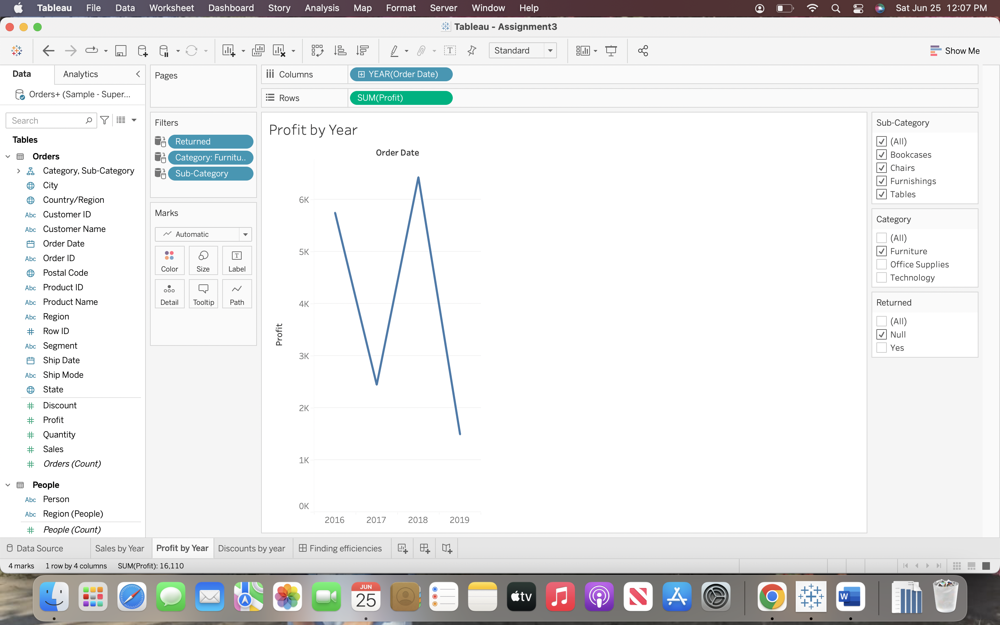 Tableau File Data Worksheet Dashboard Story Analysis Map Format Server Window Help Sat Jun 25 12:07 PM
Tableau - Assignment3
Standard Show Me
Data Analytics
Orders+ (Sample - Super...
Search
Tables
Orders
Category, Sub-Category
City
Country/Region
Abc Customer ID
Abc Customer Name
Order Date
Abc Order ID
Postal Code
Abc Product ID
Abc Product Name
Abc Region
Row ID
Abc Segment
Ship Date
Abc Ship Mode
State
Discount
Profit
Quantity
Sales
Orders (Count)
People
Abc Person
Abc Region (People)
People (Count)
Pages
Filters
Returned
Category: Furnitu..
Sub-Category
Marks
Automatic
Color Size T Label
Detail Tooltip Path
Columns YEAR(Order Date)
Rows SUM(Profit)
Profit by Year
Order Date
6K
5K
4K
3K
2K
1K
0K
Profit
2016 2017 2018 2019
Sub-Category
(All)
Bookcases
Chairs
Furnishings
Tables
Category
(All)
Furniture
Office Supplies
Technology
Returned
(All)
Null
Yes
Data Source Sales by Year Profit by Year Discounts by year Finding efficiencies
4 marks 1 row by 4 columns SUM(Profit): 16,110
JUN
25
tv
W